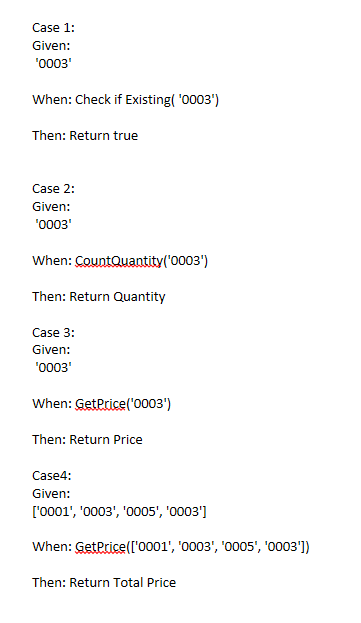 Case 1:
Given:
'0003'
When: Check if Existing( '0003')
Then: Return true
Case 2:
Given:
'0003'
When: CountQuantity('0003')
Then: Return Quantity
Case 3:
Given:
'0003'
When: GetPrice('0003')
Then: Return Price
Case4:
Given:
['0001', '0003', '0005', '0003']
When: GetPrice(['0001', '0003', '0005', '0003'])
Then: Return Total Price